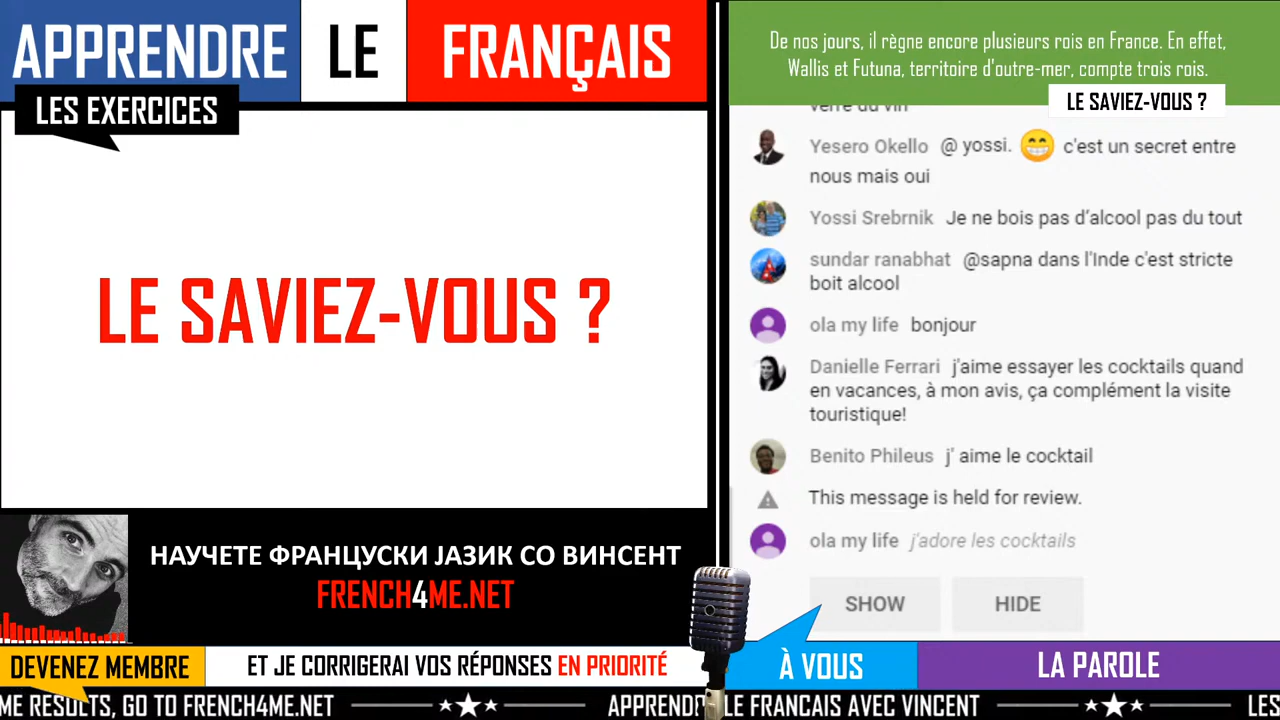 APPRENDRE LE FRANÇAIS
LES EXERCICES
LE SAVIEZ-VOUS ?
НАУЧЕТЕ ФРАНЦУСКИ ЈАЗИК СО ВИНСЕНТ
FRENCH4ME.NET
DEVENEZ MEMBRE
ET JE CORRIGERAI VOS RÉPONSES EN PRIORITÉ
De nos jours, il règne encore plusieurs rois en France. En effet,
Wallis et Futuna, territoire d'outre-mer, compte trois rois.
LE SAVIEZ-VOUS ?
verre du vin
Yesero Okello @ yossi. 😁 c'est un secret entre
nous mais oui
Yossi Srebrnik Je ne bois pas d’alcool pas du tout
sundar ranabhat @sapna dans l'Inde c'est stricte
boit alcool
ola my life bonjour
Danielle Ferrari j'aime essayer les cocktails quand
en vacances, à mon avis, ça complément la visite
touristique!
Benito Phileus j' aime le cocktail
This message is held for review.
ola my life j'adore les cocktails
SHOW HIDE
À VOUS LA PAROLE
ME RESULTS, GO TO FRENCH4ME.NET APPREND LE FRANCAIS AVEC VINCENT LES